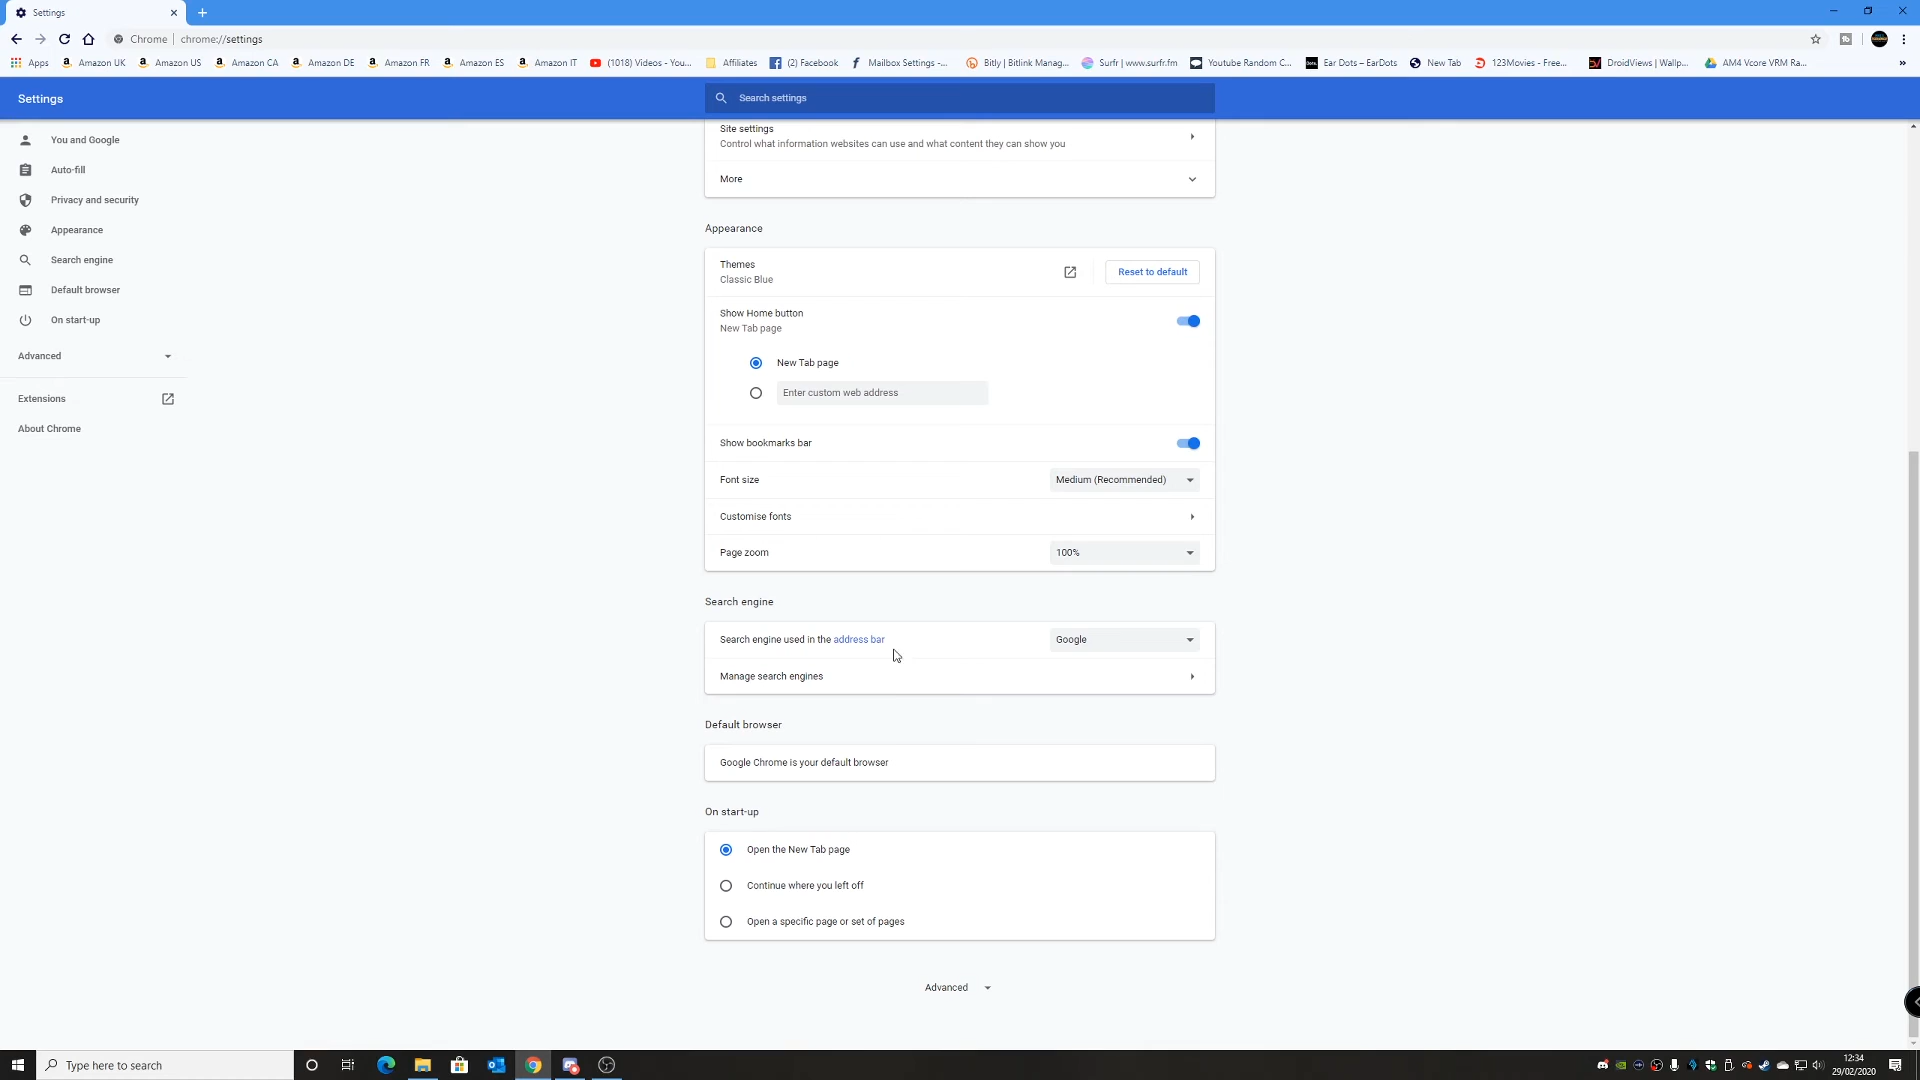 Settings
Chrome
chrome://settings
Apps
Amazon UK
Amazon US
Amazon CA
Amazon DE
Amazon FR
Amazon ES
Amazon IT
(1018) Videos - You...
Affiliates
(2) Facebook
Mailbox Settings -...
Bitly | Bitlink Manag...
Surfr | www.surfr.fm
Youtube Random C...
Ear Dots – EarDots
New Tab
123Movies - Free...
DroidViews | Wallp...
AM4 Vcore VRM Ra...
Settings
Search settings
You and Google
Auto-fill
Privacy and security
Appearance
Search engine
Default browser
On start-up
Advanced
Extensions
About Chrome
Site settings
Control what information websites can use and what content they can show you
More
Appearance
Themes
Classic Blue
Reset to default
Show Home button
New Tab page
New Tab page
Enter custom web address
Show bookmarks bar
Font size
Medium (Recommended)
Customise fonts
Page zoom
100%
Search engine
Search engine used in the address bar
Google
Manage search engines
Default browser
Google Chrome is your default browser
On start-up
Open the New Tab page
Continue where you left off
Open a specific page or set of pages
Advanced
Type here to search
12:34
29/02/2020